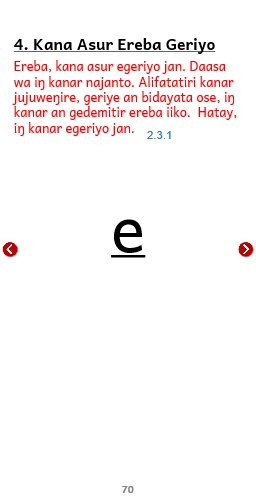 4. Kana Asur Ereba Geriyo
Ereba, kana asur egeriyo jan. Daasa
wa iŋ kanar najanto. Alifatatiri kanar
jujuweŋire, geriye an bidayata ose, iŋ
kanar an gedemitir ereba iiko. Hatay,
iŋ kanar egeriyo jan.
2.3.1
e
70